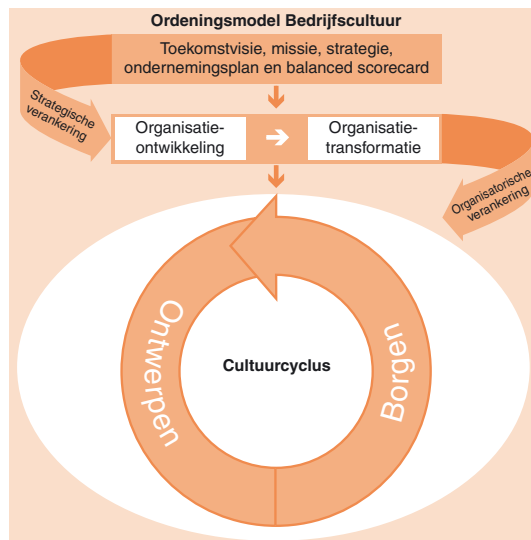 Ordeningsmodel Bedrijfscultuur
Toekomstvisie, missie, strategie,
ondernemingsplan en balanced scorecard
Strategische
verankering
Organisatie-
ontwikkeling
Organisatie-
transformatie
Organisatorische
verankering
Ontwerpen
Cultuurcyclus
Borgen